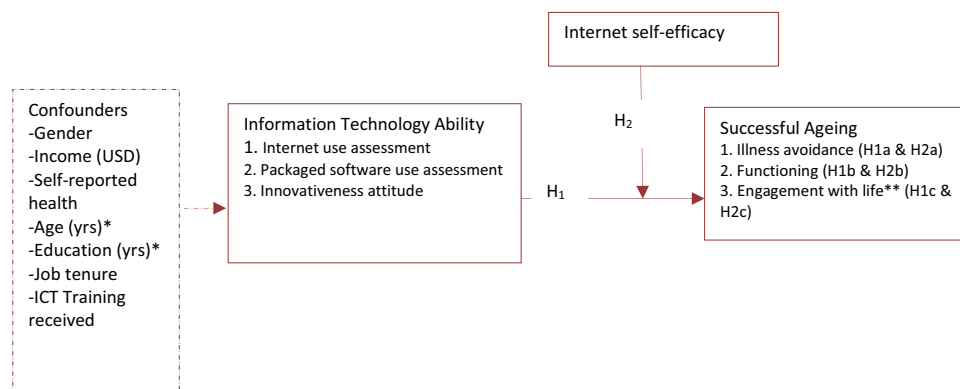 Internet self-efficacy
Confounders
-Gender
-Income (USD)
-Self-reported
health
-Age (yrs)*
-Education (yrs)*
-Job tenure
-ICT Training
received
Information Technology Ability
1. Internet use assessment
2. Packaged software use assessment
3. Innovativeness attitude
H1
H2
Successful Ageing
1. Illness avoidance (H1a & H2a)
2. Functioning (H1b & H2b)
3. Engagement with life** (H1c &
H2c)